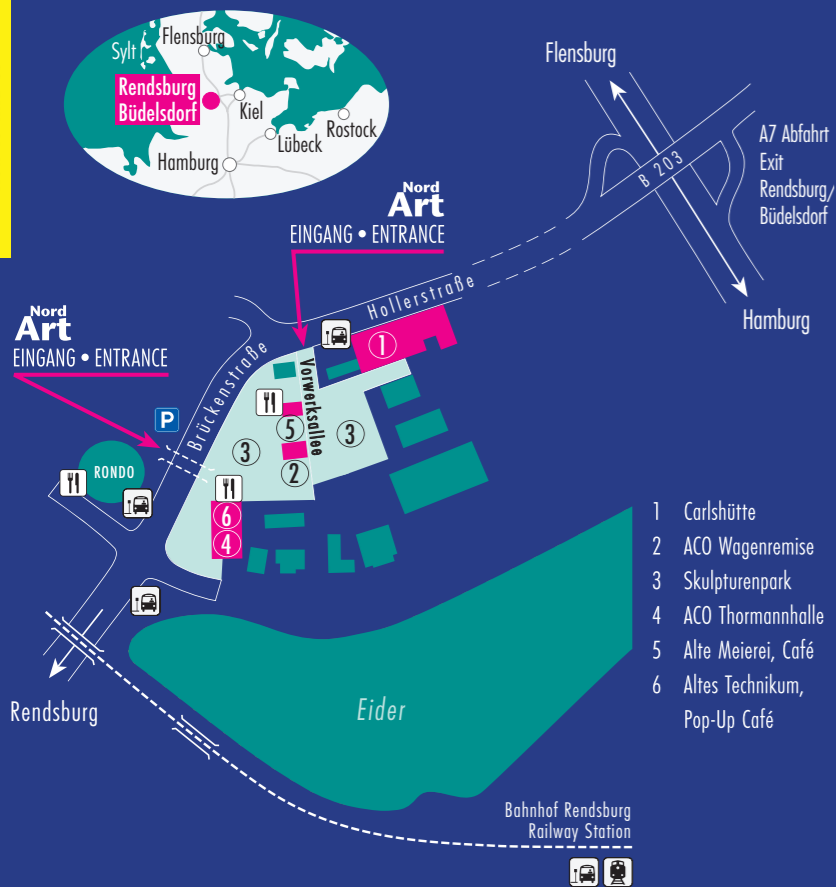 Sylt
Flensburg
Rendsburg
Büdelsdorf
Kiel
Rostock
Lübeck
Hamburg
Flensburg
A7 Abfahrt
Exit
Rendsburg/
Büdelsdorf
B 203
Hamburg
Nord
Art
EINGANG • ENTRANCE
Hollerstraße
Nord
Art
EINGANG • ENTRANCE
Brückenstraße
Vorwerksallee
1
P
3
5
3
2
RONDO
6
4
1 Carlshütte
2 ACO Wagenremise
3 Skulpturenpark
4 ACO Thormannhalle
5 Alte Meierei, Café
6 Altes Technikum,
Pop-Up Café
Rendsburg
Eider
Bahnhof Rendsburg
Railway Station